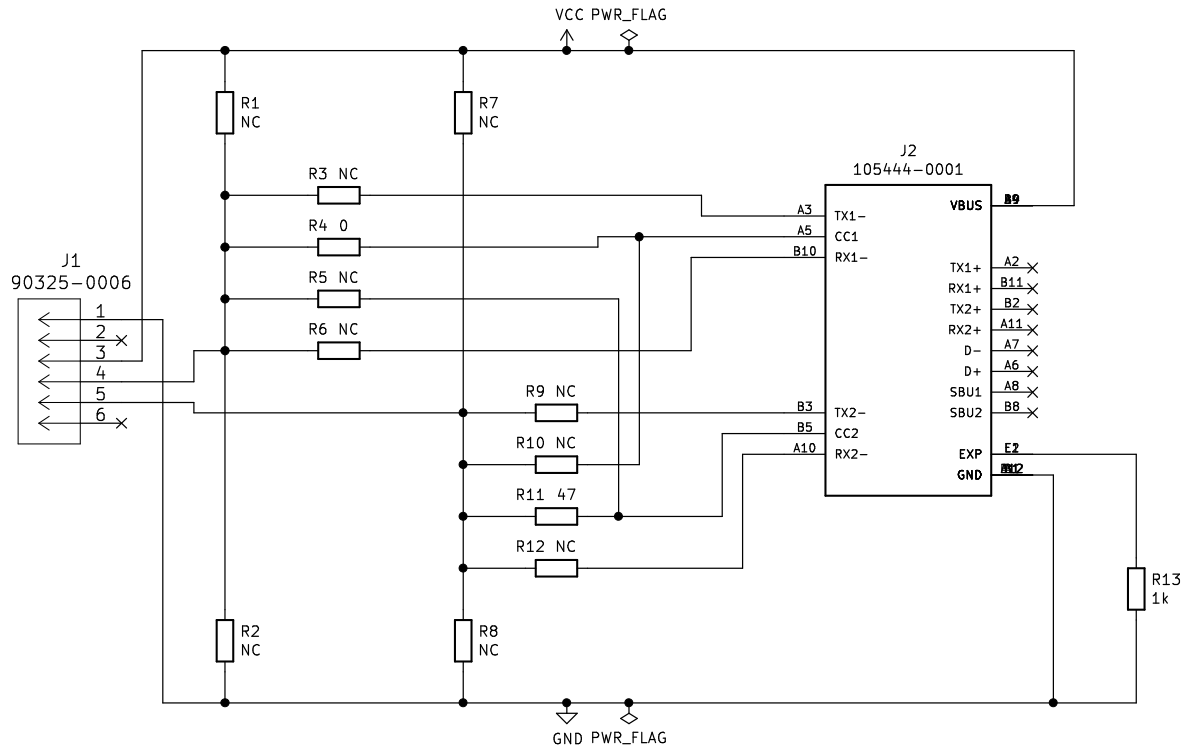 VCC PWR_FLAG
R1
NC
R7
NC
J2
105444-0001
R3 NC
R4 0
R5 NC
R6 NC
J1
90325-0006
1
2
3
4
5
6
A3 TX1-
A5 CC1
B10 RX1-
VBUS
TX1+ A2
RX1+ B11
TX2+ B2
RX2+ A11
D- A7
D+ A6
SBU1 A8
SBU2 B8
R9 NC
R10 NC
R11 47
R12 NC
B3 TX2-
B5 CC2
A10 RX2-
EXP
GND
R13
1k
R2
NC
R8
NC
GND PWR_FLAG